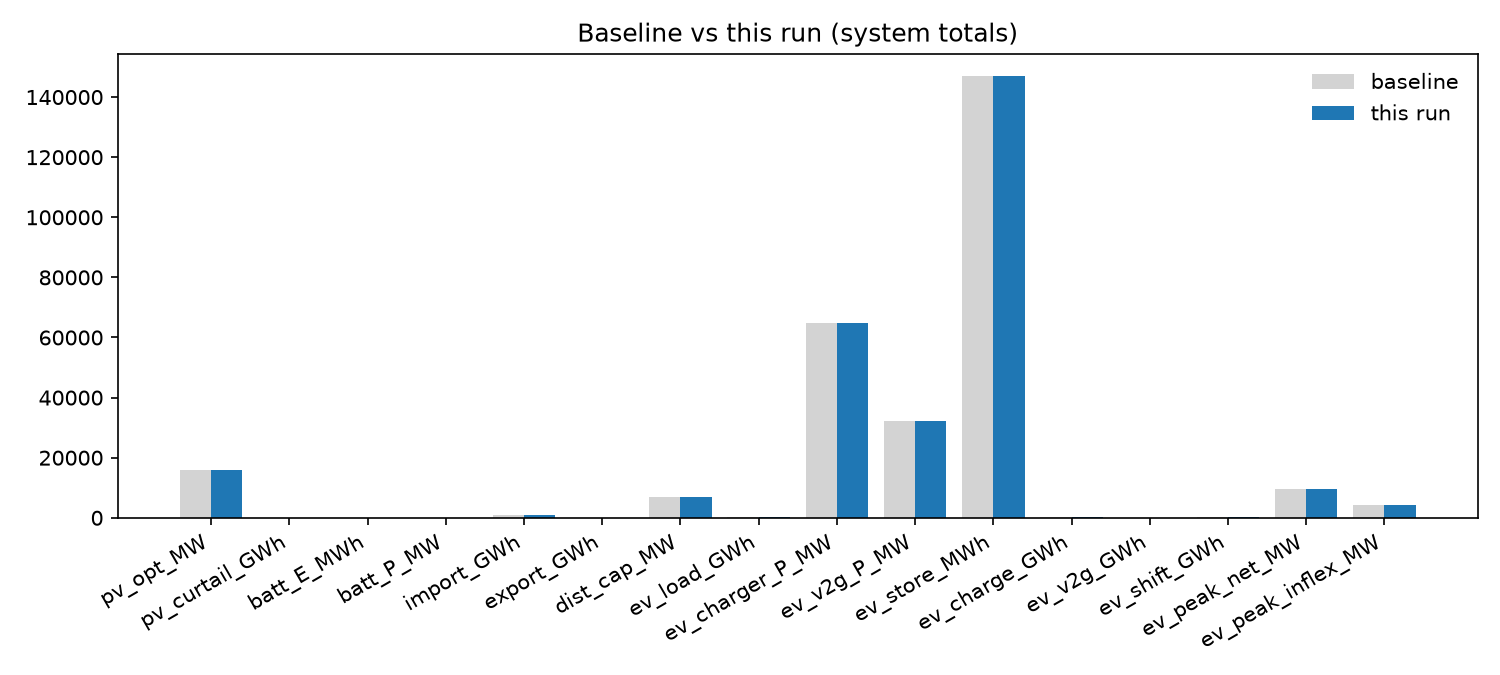 Baseline vs this run (system totals)
baseline
this run
140000
120000
100000
80000
60000
40000
20000
0
pv_opt_MW
pv_curtail_GWh
batt_E_MWh
batt_P_MW
import_GWh
export_GWh
dist_cap_MW
ev_load_GWh
ev_charger_P_MW
ev_v2g_P_MW
ev_store_MWh
ev_charge_GWh
ev_v2g_GWh
ev_shift_GWh
ev_peak_net_MW
ev_peak_inflex_MW